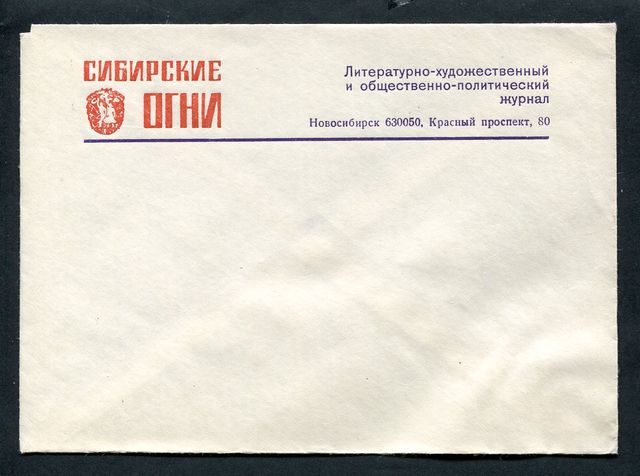 СИБИРСКИЕ
ОГНИ
Литературно-художественный
и общественно-политический
журнал
Новосибирск 630050, Красный проспект, 80